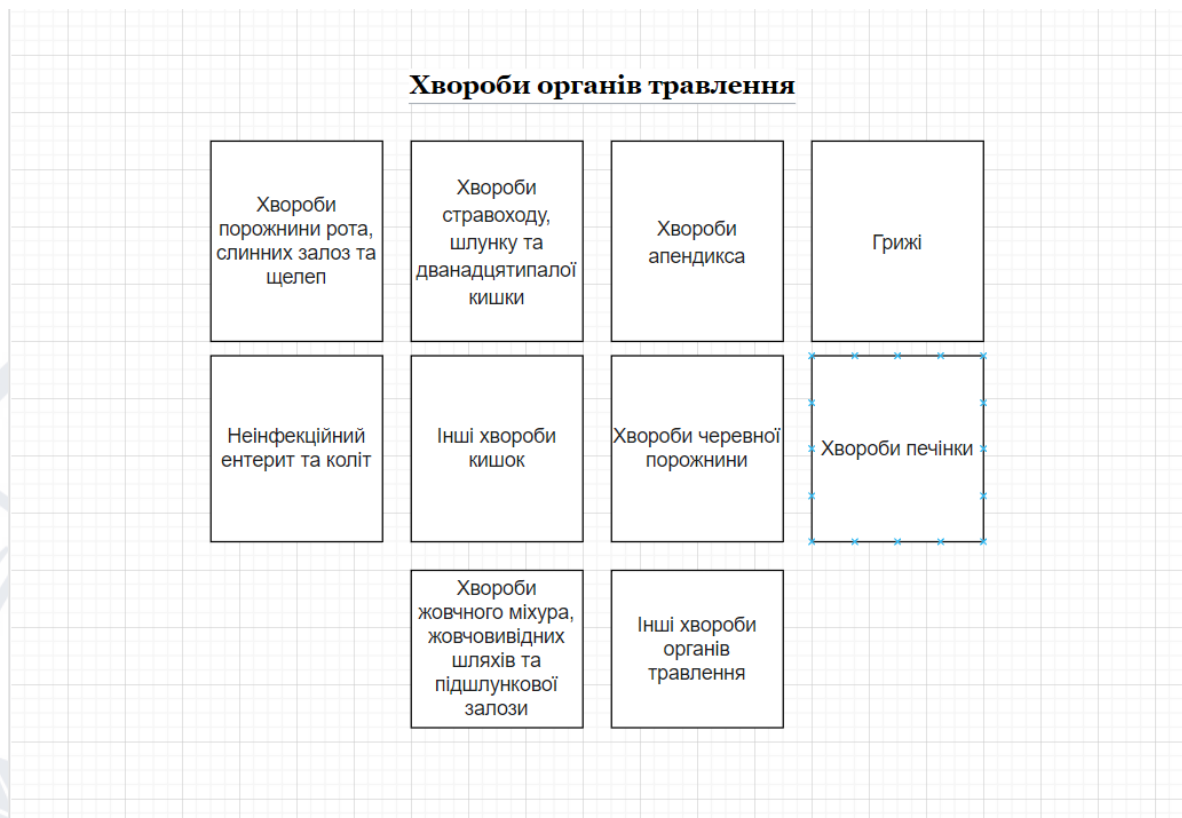 Хвороби органів травлення
Хвороби
порожнини рота,
слинних залоз та
щелеп
Хвороби
стравоходу,
шлунку та
дванадцятипалої
кишки
Хвороби
апендикса
Грижі
Неінфекційний
ентерит та коліт
Інші хвороби
кишок
Хвороби черевної
порожнини
Хвороби печінки
Хвороби
жовчного міхура,
жовчовивідних
шляхів та
підшлункової
залози
Інші хвороби
органів
травлення